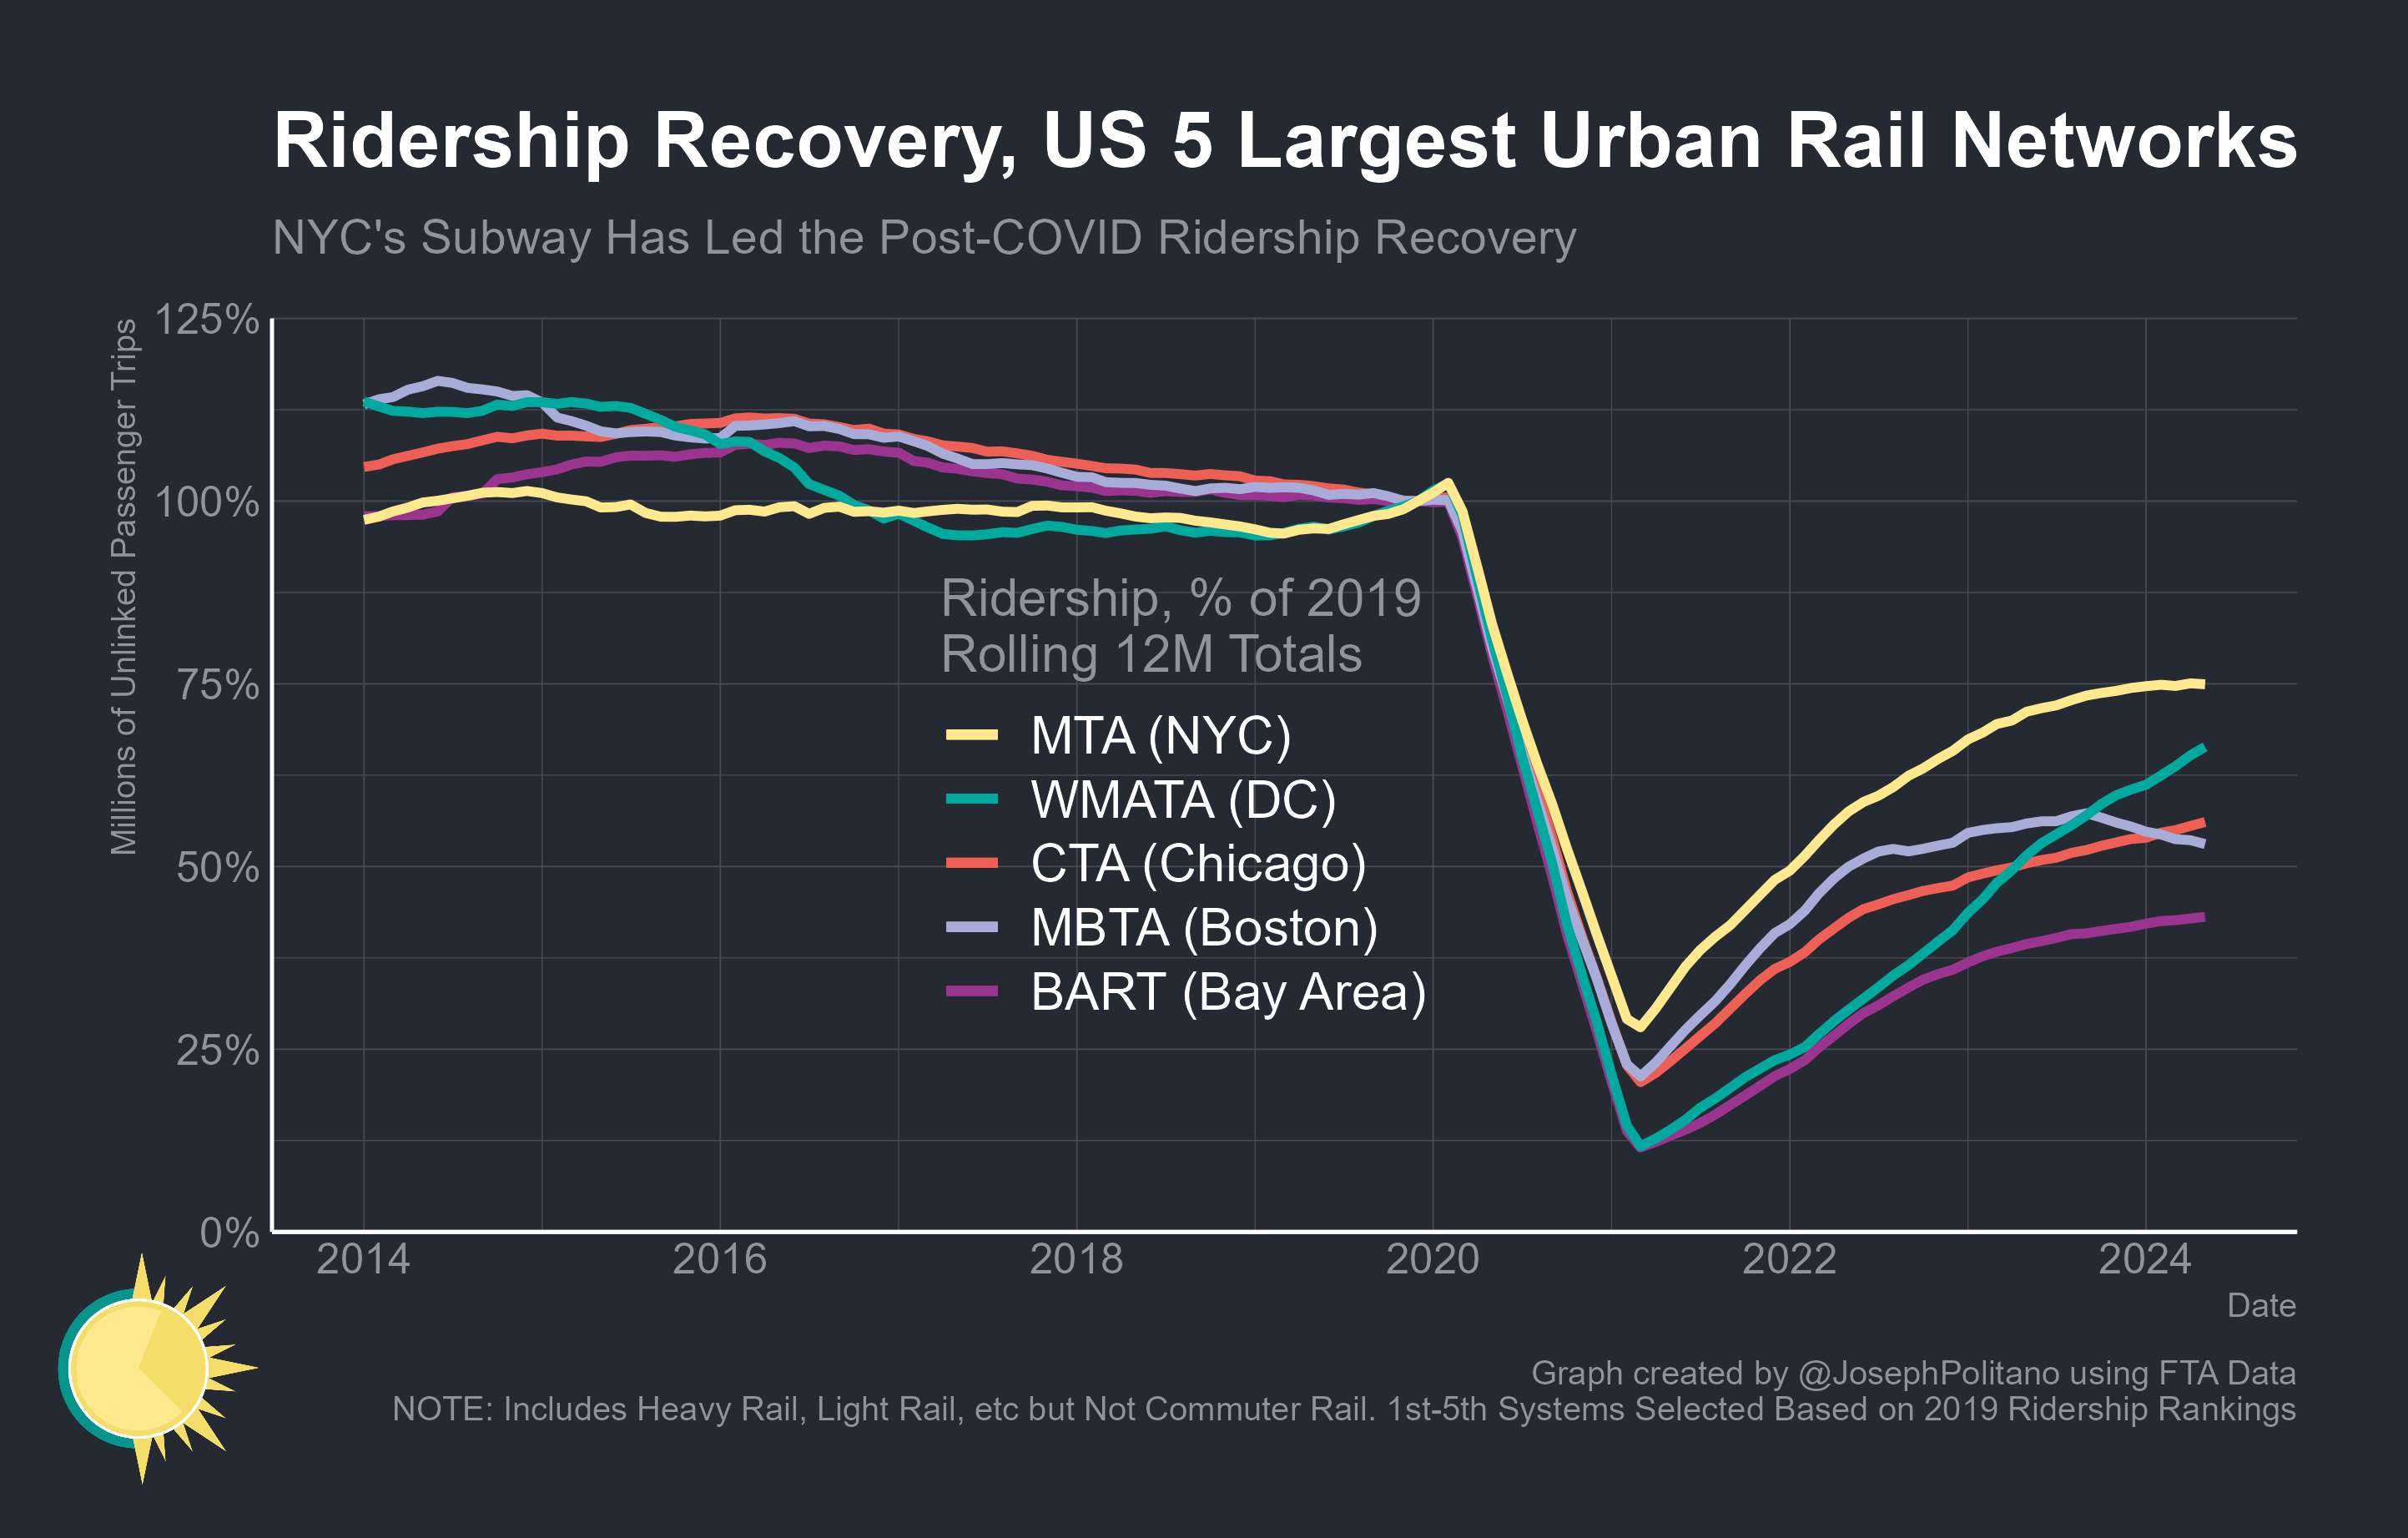 Ridership Recovery, US 5 Largest Urban Rail Networks
NYC's Subway Has Led the Post-COVID Ridership Recovery
Millions of Unlinked Passenger Trips
125%
100%
75%
50%
25%
0%
Ridership, % of 2019
Rolling 12M Totals
MTA (NYC)
WMATA (DC)
CTA (Chicago)
MBTA (Boston)
BART (Bay Area)
2014
2016
2018
2020
2022
2024
Date
Graph created by @JosephPolitano using FTA Data
NOTE: Includes Heavy Rail, Light Rail, etc but Not Commuter Rail. 1st-5th Systems Selected Based on 2019 Ridership Rankings